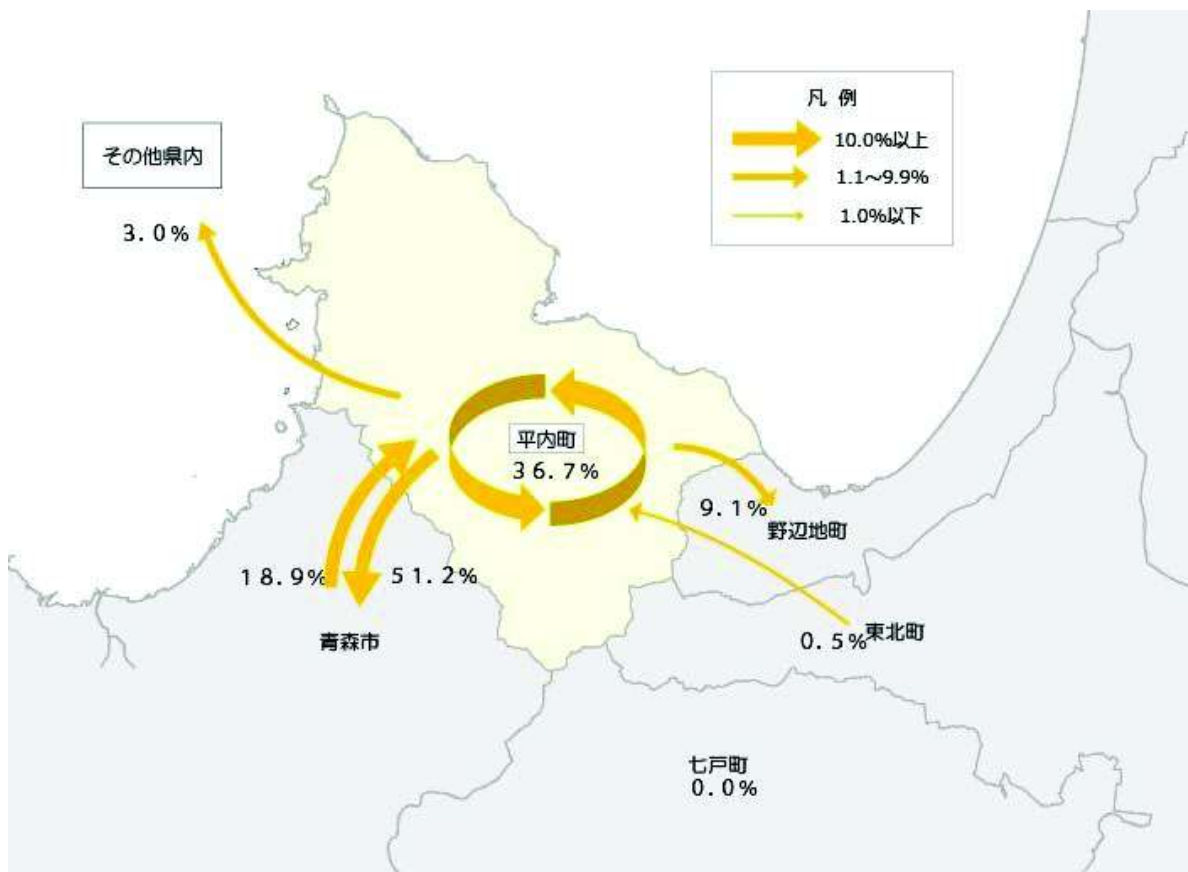 凡 例
10.0%以上
1.1～9.9%
1.0%以下
その他県内
3.0%
平内町
36.7%
9.1%
野辺地町
18.9%
51.2%
青森市
0.5%
東北町
七戸町
0.0%